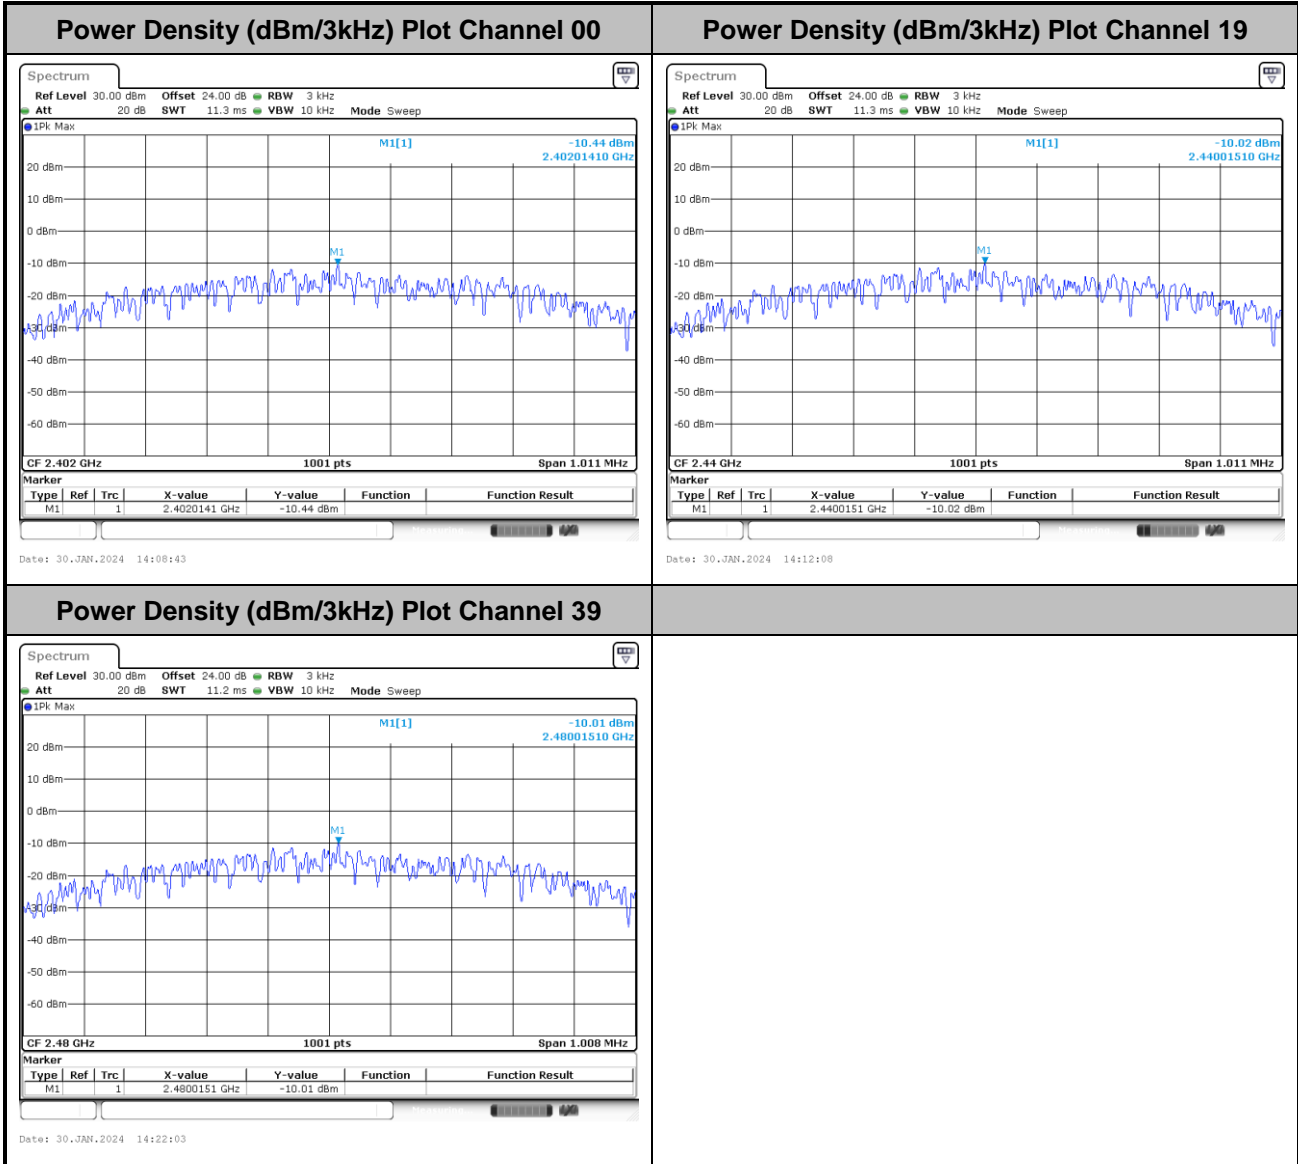 Power Density (dBm/3kHz) Plot Channel 00
Spectrum
Ref Level 30.00 dBm Offset 24.00 dB RBW 3 kHz
Att 20 dB SWT 11.3 ms VBW 10 kHz Mode Sweep
1Pk Max
M1[1] -10.44 dBm
2.40201410 GHz
20 dBm
10 dBm
0 dBm
M1
-10 dBm
-20 dBm
-30 dBm
-40 dBm
-50 dBm
-60 dBm
CF 2.402 GHz 1001 pts Span 1.011 MHz
Marker
Type Ref Trc X-value Y-value Function Function Result
M1 1 2.4020141 GHz -10.44 dBm
Date: 30.JAN.2024 14:08:43
Power Density (dBm/3kHz) Plot Channel 19
Spectrum
Ref Level 30.00 dBm Offset 24.00 dB RBW 3 kHz
Att 20 dB SWT 11.3 ms VBW 10 kHz Mode Sweep
1Pk Max
M1[1] -10.02 dBm
2.44001510 GHz
20 dBm
10 dBm
0 dBm
M1
-10 dBm
-20 dBm
-30 dBm
-40 dBm
-50 dBm
-60 dBm
CF 2.44 GHz 1001 pts Span 1.011 MHz
Marker
Type Ref Trc X-value Y-value Function Function Result
M1 1 2.4400151 GHz -10.02 dBm
Measuring...
Date: 30.JAN.2024 14:12:08
Power Density (dBm/3kHz) Plot Channel 39
Spectrum
Ref Level 30.00 dBm Offset 24.00 dB RBW 3 kHz
Att 20 dB SWT 11.2 ms VBW 10 kHz Mode Sweep
1Pk Max
M1[1] -10.01 dBm
2.48001510 GHz
20 dBm
10 dBm
0 dBm
M1
-10 dBm
-20 dBm
-30 dBm
-40 dBm
-50 dBm
-60 dBm
CF 2.48 GHz 1001 pts Span 1.008 MHz
Marker
Type Ref Trc X-value Y-value Function Function Result
M1 1 2.4800151 GHz -10.01 dBm
Measuring...
Date: 30.JAN.2024 14:22:03